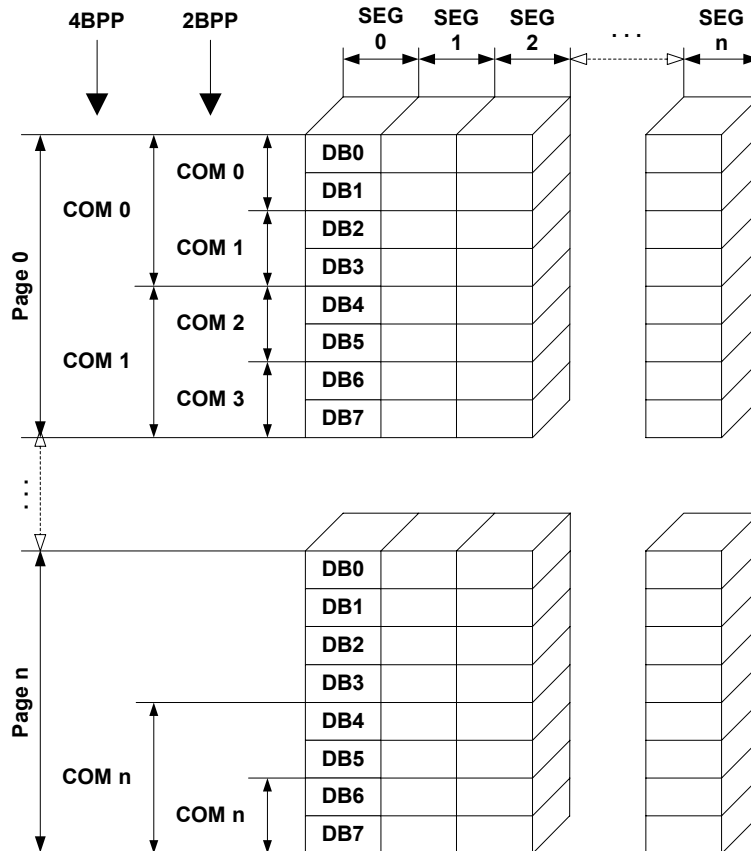 4BPP 2BPP SEG 0 SEG 1 SEG 2 . . . SEG n
Page 0
COM 0
COM 1
COM 0
COM 1
COM 2
COM 3
DB0
DB1
DB2
DB3
DB4
DB5
DB6
DB7
. . .
Page n
COM n
COM n
DB0
DB1
DB2
DB3
DB4
DB5
DB6
DB7